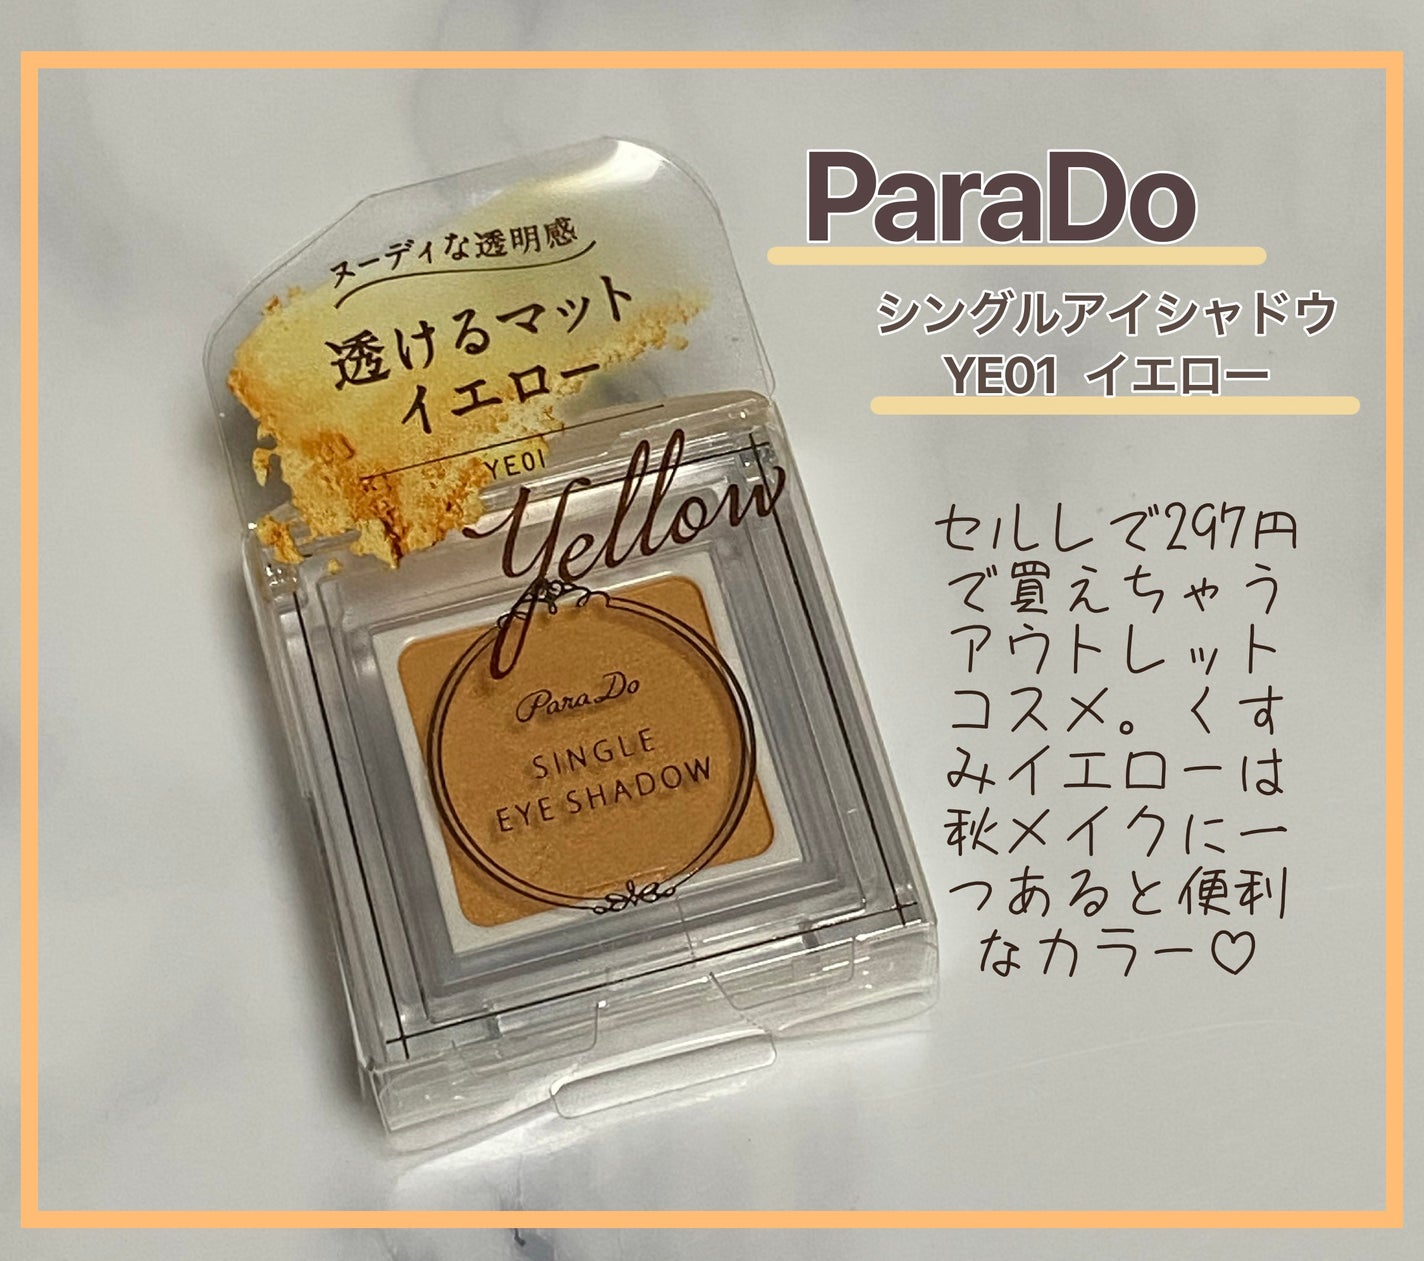 ParaDo
シングルアイシャドウ
YE01 イエロー
ヌーディな透明感
透けるマット
イエロー
YE01
Yellow
ParaDo
SINGLE
EYE SHADOW
セルレで297円
で買えちゃう
アウトレット
コスメ。くす
みイエローは
秋メイクに一
つあると便利
なカラー♡